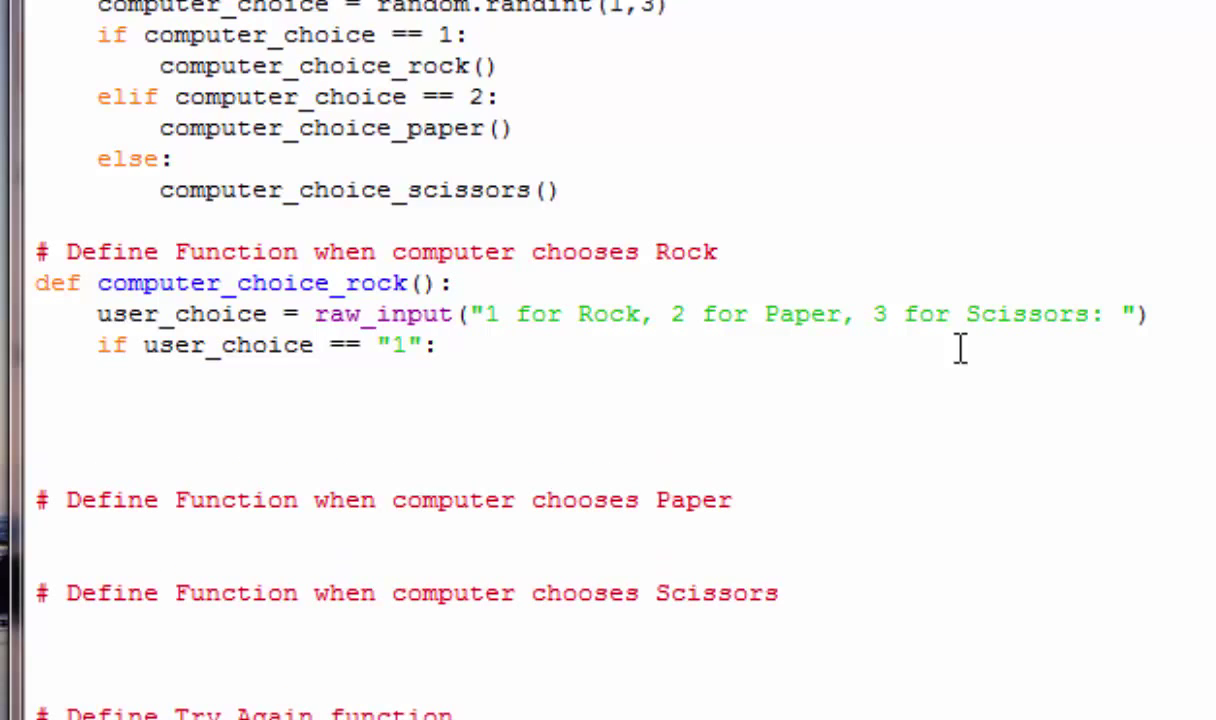 computer_choice = random.randint(1,3)
if computer_choice == 1:
computer_choice_rock()
elif computer_choice == 2:
computer_choice_paper()
else:
computer_choice_scissors()
# Define Function when computer chooses Rock
def computer_choice_rock():
user_choice = raw_input("1 for Rock, 2 for Paper, 3 for Scissors: ")
if user_choice == "1":
# Define Function when computer chooses Paper
# Define Function when computer chooses Scissors
# Define Try Again function